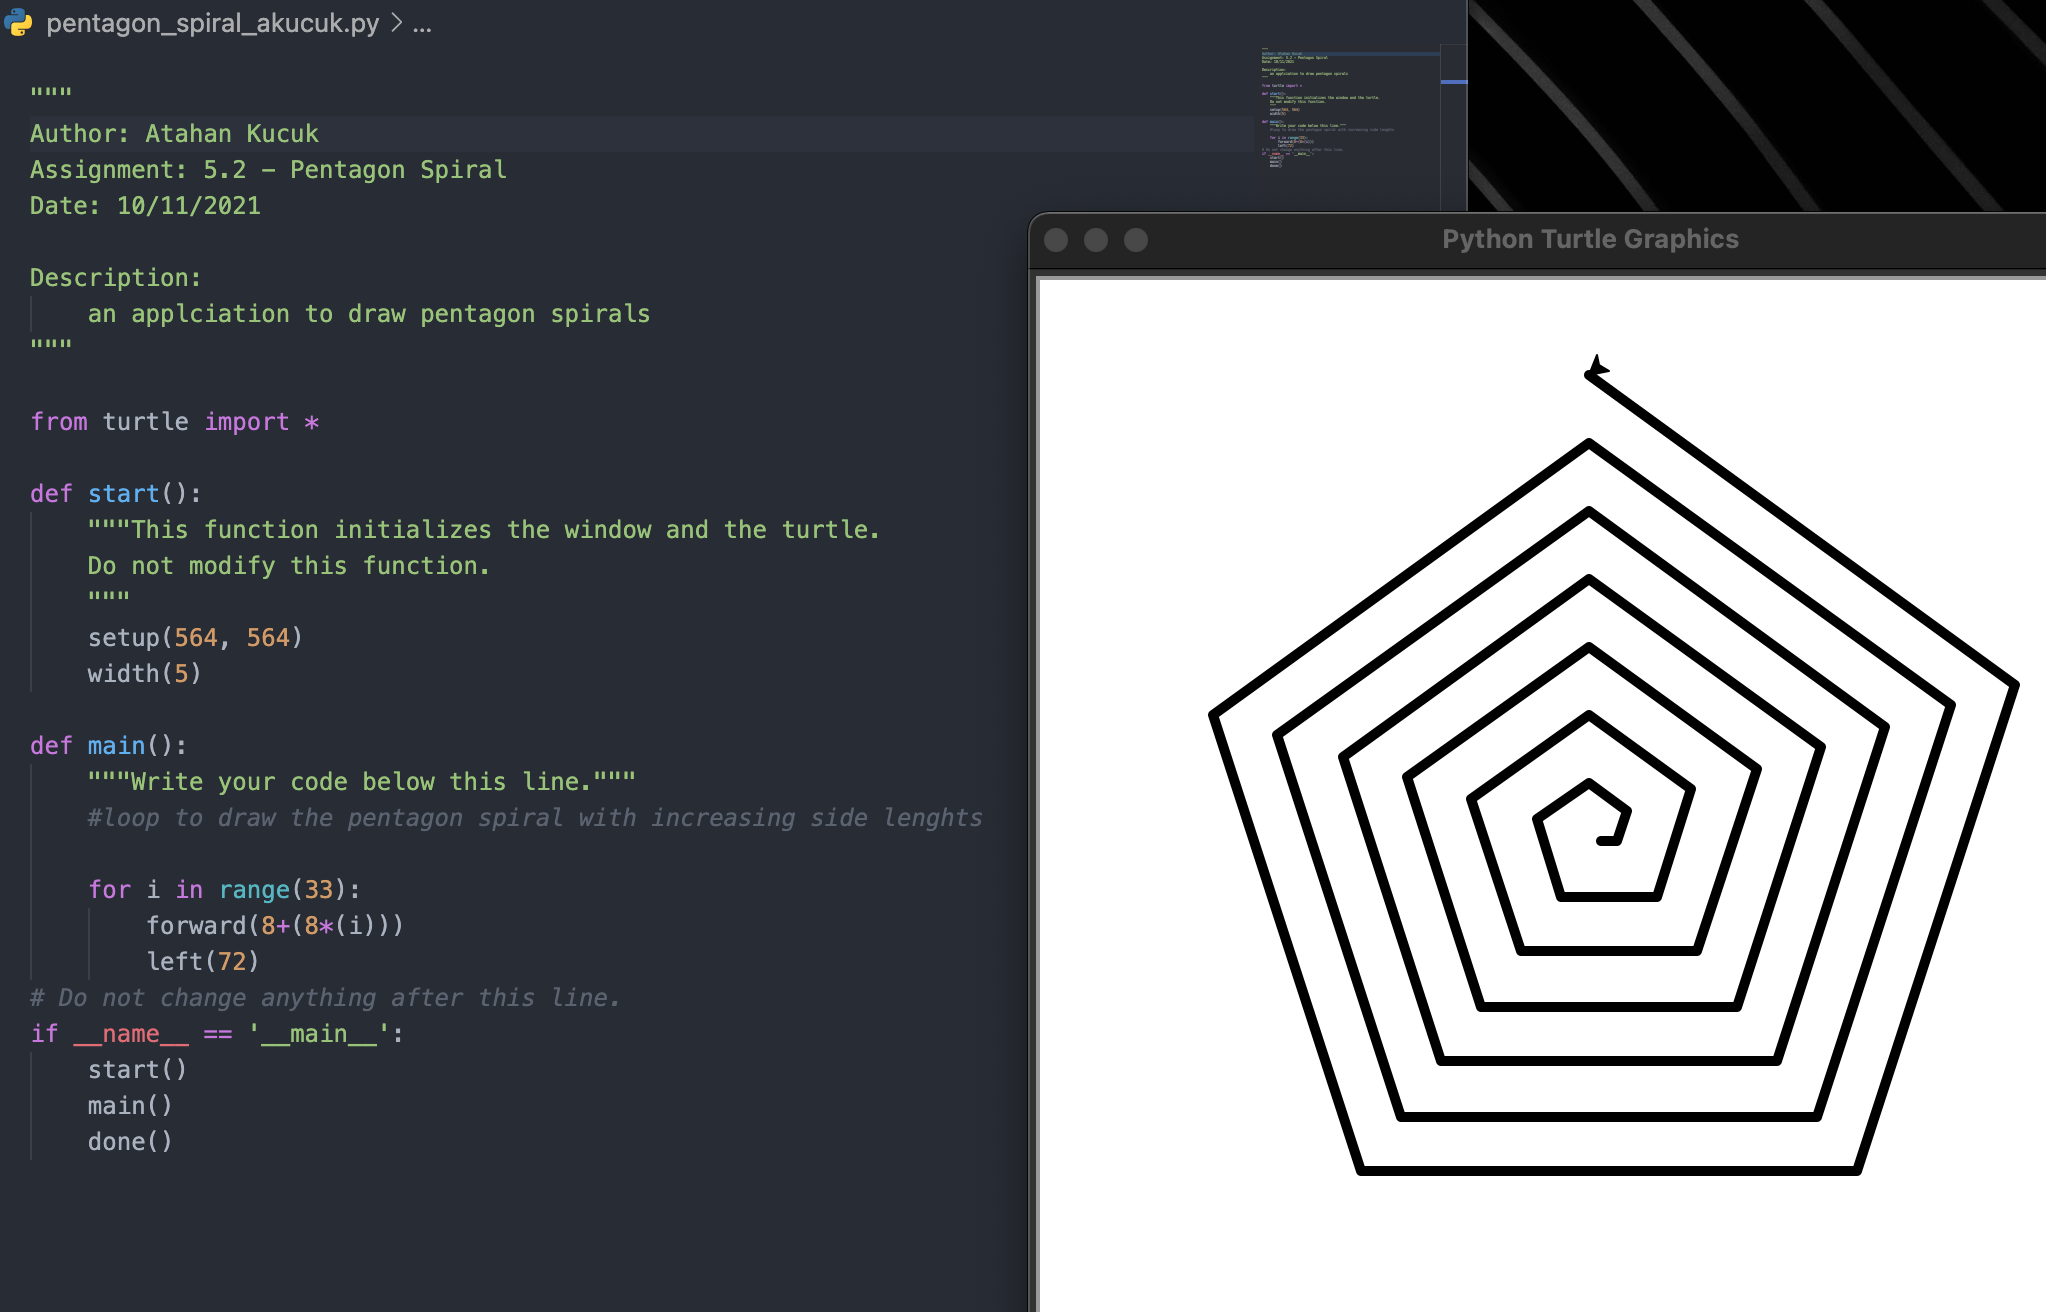 pentagon_spiral_akucuk.py > ...
"""
Author: Atahan Kucuk
Assignment: 5.2 – Pentagon Spiral
Date: 10/11/2021
Description:
an applciation to draw pentagon spirals
"""
from turtle import *
def start():
"""This function initializes the window and the turtle.
Do not modify this function.
"""
setup(564, 564)
width(5)
def main():
"""Write your code below this line."""
#loop to draw the pentagon spiral with increasing side lenghts
for i in range(33):
forward(8+(8*(i)))
left(72)
# Do not change anything after this line.
if __name__ == '__main__':
start()
main()
done()
Python Turtle Graphics